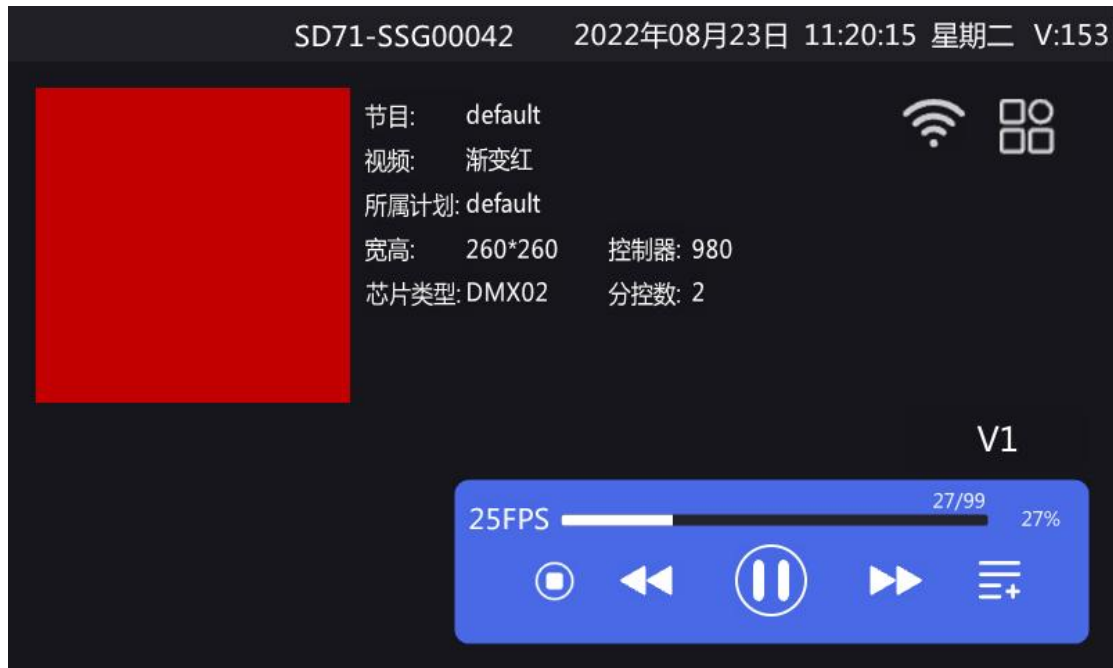 SD71-SSG00042 2022年08月23日 11:20:15 星期二 V:153
节目: default
视频: 渐变红
所属计划: default
宽高: 260*260 控制器: 980
芯片类型: DMX02 分控数: 2
V1
27/99
25FPS 27%